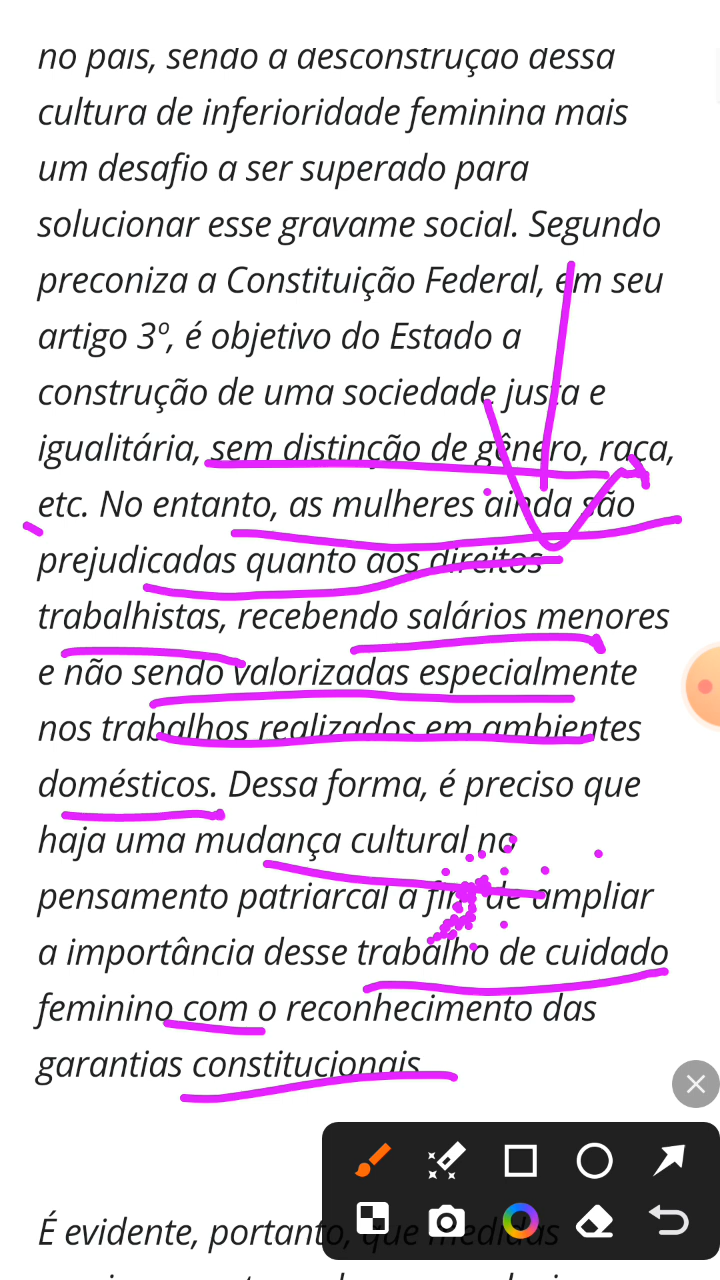 no país, sendo a desconstrução dessa
cultura de inferioridade feminina mais
um desafio a ser superado para
solucionar esse gravame social. Segundo
preconiza a Constituição Federal, em seu
artigo 3º, é objetivo do Estado a
construção de uma sociedade justa e
igualitária, sem distinção de gênero, raça,
etc. No entanto, as mulheres ainda são
prejudicadas quanto aos direitos
trabalhistas, recebendo salários menores
e não sendo valorizadas especialmente
nos trabalhos realizados em ambientes
domésticos. Dessa forma, é preciso que
haja uma mudança cultural no
pensamento patriarcal a fim de ampliar
a importância desse trabalho de cuidado
feminino com o reconhecimento das
garantias constitucionais.
É evidente, portanto, que medidas